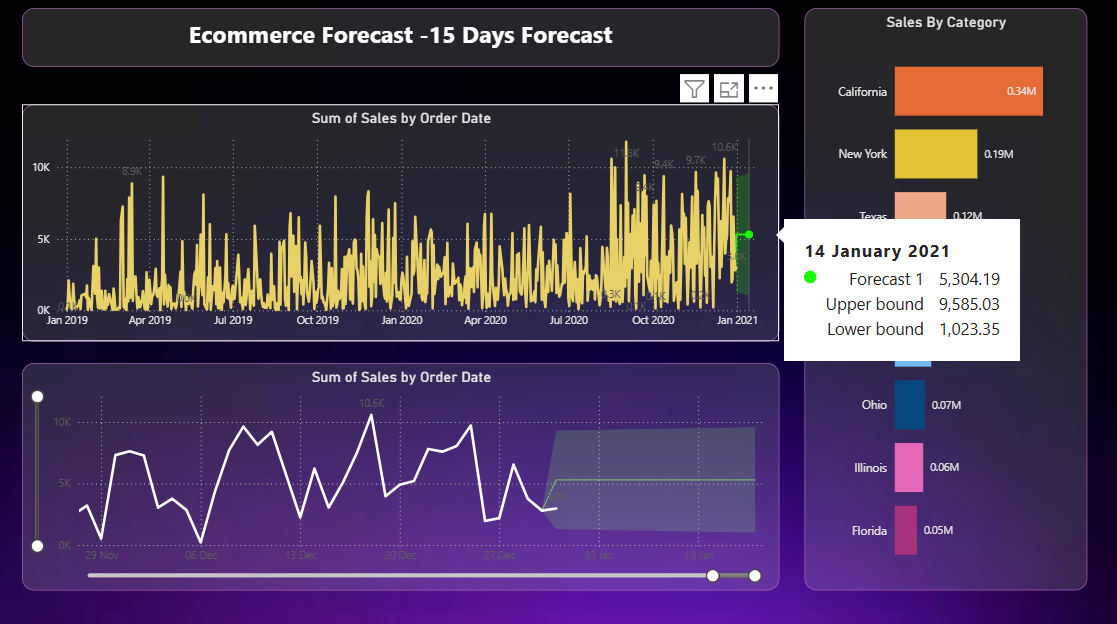 Ecommerce Forecast -15 Days Forecast
Sales By Category
California
0.34M
New York
0.19M
Texas
0.12M
Ohio
0.07M
Illinois
0.06M
Florida
0.05M
Sum of Sales by Order Date
10K
5K
0K
8.9K
9.4K
9.7K
10.6K
Jan 2019
Apr 2019
Jul 2019
Oct 2019
Jan 2020
Apr 2020
Jul 2020
Oct 2020
Jan 2021
14 January 2021
Forecast 1 5,304.19
Upper bound 9,585.03
Lower bound 1,023.35
Sum of Sales by Order Date
10.6K
10K
5K
0K
29 Nov
06 Dec
13 Dec
20 Dec
27 Dec
03 Jan
10 Jan